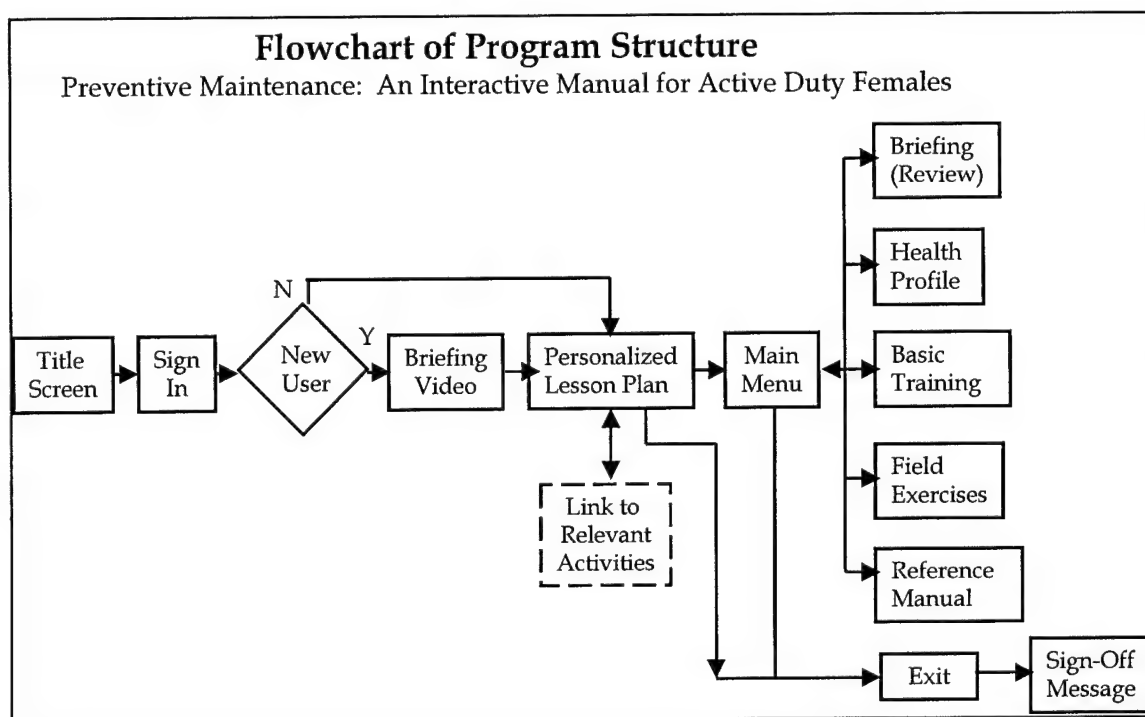 Flowchart of Program Structure
Preventive Maintenance: An Interactive Manual for Active Duty Females
Title
Screen
Sign
In
New
User
N
Y
Briefing
Video
Personalized
Lesson Plan
Link to
Relevant
Activities
Main
Menu
Briefing
(Review)
Health
Profile
Basic
Training
Field
Exercises
Reference
Manual
Exit
Sign-Off
Message